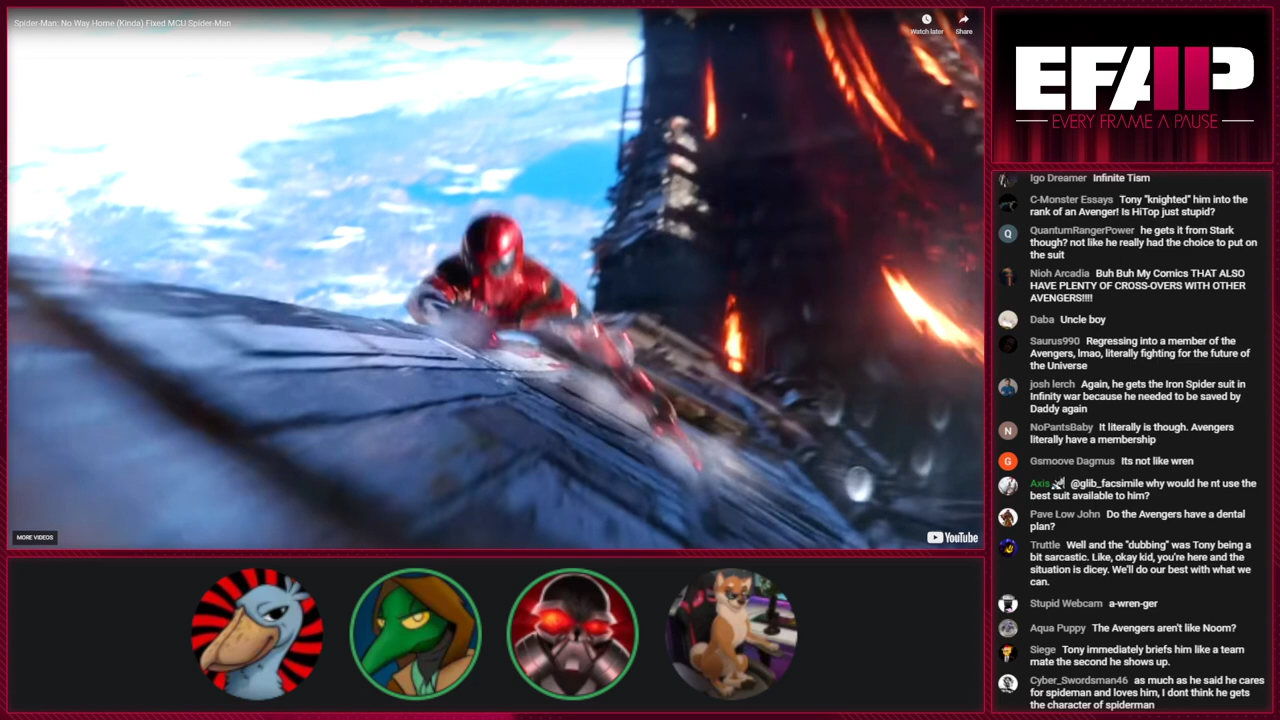 Spider-Man: No Way Home (Kinda) Fixed MCU Spider-Man
Watch later
Share
MORE VIDEOS
YouTube
EFAP
EVERY FRAME A PAUSE
Igo Dreamer Infinite Tism
C-Monster Essays Tony "knighted" him into the
rank of an Avenger! Is HiTop just stupid?
Q
QuantumRangerPower he gets it from Stark
though? not like he really had the choice to put on
the suit
Nioh Arcadia Buh Buh My Comics THAT ALSO
HAVE PLENTY OF CROSS-OVERS WITH OTHER
AVENGERS!!!!
Daba Uncle boy
Saurus990 Regressing into a member of the
Avengers, lmao, literally fighting for the future of
the Universe
josh lerch Again, he gets the Iron Spider suit in
Infinity war because he needed to be saved by
Daddy again
N
NoPantsBaby It literally is though. Avengers
literally have a membership
G
Gsmoove Dagmus Its not like wren
Axis @glib_facsimile why would he nt use the
best suit available to him?
Pave Low John Do the Avengers have a dental
plan?
Truttle Well and the "dubbing" was Tony being a
bit sarcastic. Like, okay kid, you're here and the
situation is dicey. We'll do our best with what we
can.
Stupid Webcam a-wren-ger
Aqua Puppy The Avengers aren't like Noom?
Siege Tony immediately briefs him like a team
mate the second he shows up.
Cyber_Swordsman46 as much as he said he cares
for spideman and loves him, I dont think he gets
the character of spiderman